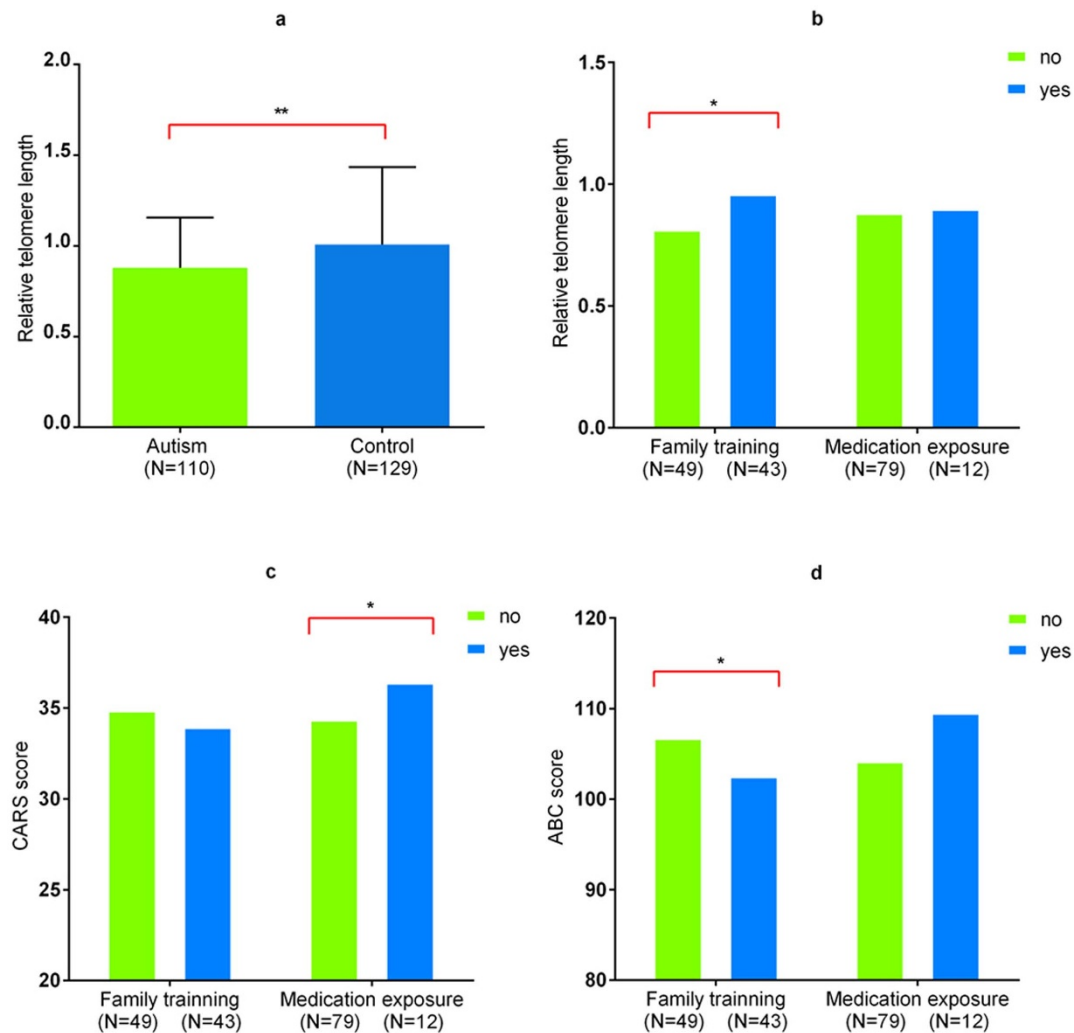 a
2.0
1.5
1.0
0.5
0.0
Relative telomere length
**
Autism
Control
(N=110)
(N=129)
b
no
yes
1.5
1.0
0.5
0.0
Relative telomere length
*
Family training
Medication exposure
(N=49)
(N=43)
(N=79)
(N=12)
c
no
yes
40
35
30
25
20
CARS score
*
Family trainning
Medication exposure
(N=49)
(N=43)
(N=79)
(N=12)
d
no
yes
120
110
100
90
80
ABC score
*
Family training
Medication exposure
(N=49)
(N=43)
(N=79)
(N=12)